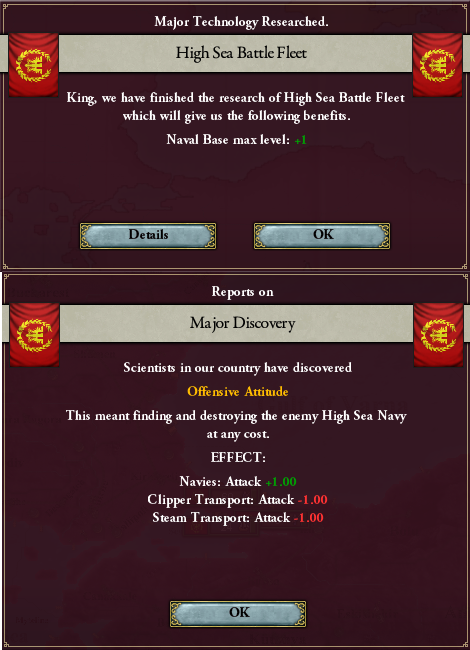 Major Technology Researched.
High Sea Battle Fleet
King, we have finished the research of High Sea Battle Fleet
which will give us the following benefits.
Naval Base max level: +1
Details
OK
Reports on
Major Discovery
Scientists in our country have discovered
Offensive Attitude
This meant finding and destroying the enemy High Sea Navy
at any cost.
EFFECT:
Navies: Attack +1.00
Clipper Transport: Attack -1.00
Steam Transport: Attack -1.00
OK